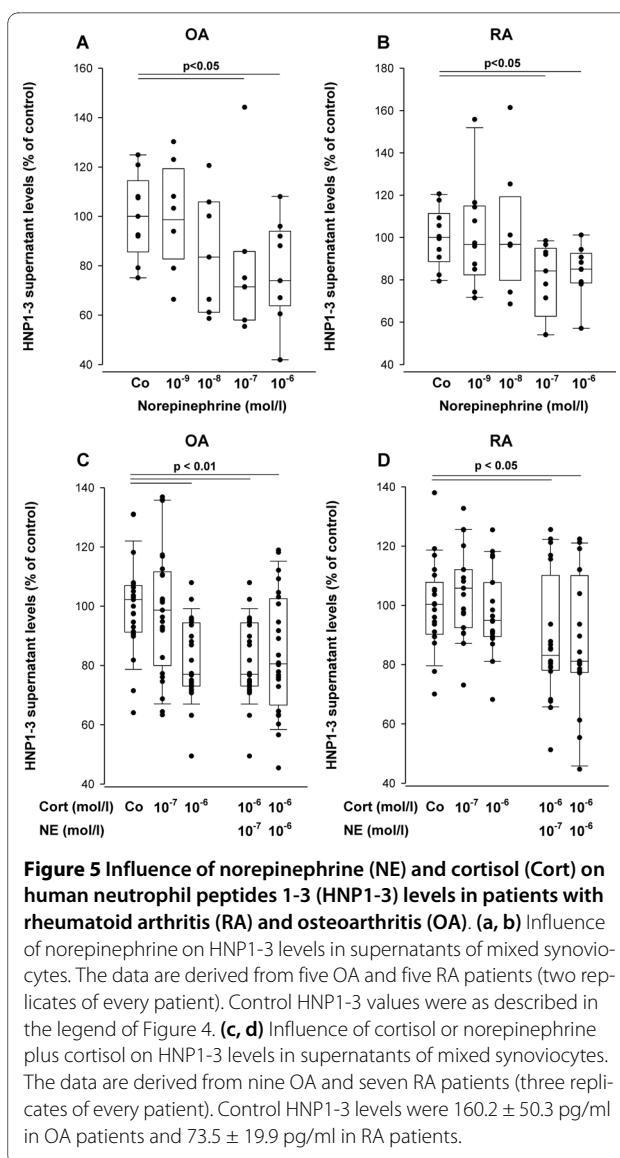 A
OA
p<0.05
HNP1-3 supernatant levels (% of control)
160
140
120
100
80
60
40
Co 10⁻⁹ 10⁻⁸ 10⁻⁷ 10⁻⁶
Norepinephrine (mol/l)
B
RA
p<0.05
HNP1-3 supernatant levels (% of control)
180
160
140
120
100
80
60
40
Co 10⁻⁹ 10⁻⁸ 10⁻⁷ 10⁻⁶
Norepinephrine (mol/l)
C
OA
p < 0.01
HNP1-3 supernatant levels (% of control)
140
120
100
80
60
40
Cort (mol/l) Co 10⁻⁷ 10⁻⁶ 10⁻⁶ 10⁻⁶
NE (mol/l) 10⁻⁷ 10⁻⁶
D
RA
p < 0.05
HNP1-3 supernatant levels (% of control)
140
120
100
80
60
40
Cort (mol/l) Co 10⁻⁷ 10⁻⁶ 10⁻⁶ 10⁻⁶
NE (mol/l) 10⁻⁷ 10⁻⁶
Figure 5 Influence of norepinephrine (NE) and cortisol (Cort) on
human neutrophil peptides 1-3 (HNP1-3) levels in patients with
rheumatoid arthritis (RA) and osteoarthritis (OA). (a, b) Influence
of norepinephrine on HNP1-3 levels in supernatants of mixed synovio-
cytes. The data are derived from five OA and five RA patients (two rep-
licates of every patient). Control HNP1-3 values were as described in
the legend of Figure 4. (c, d) Influence of cortisol or norepinephrine
plus cortisol on HNP1-3 levels in supernatants of mixed synoviocytes.
The data are derived from nine OA and seven RA patients (three repli-
cates of every patient). Control HNP1-3 levels were 160.2 ± 50.3 pg/ml
in OA patients and 73.5 ± 19.9 pg/ml in RA patients.